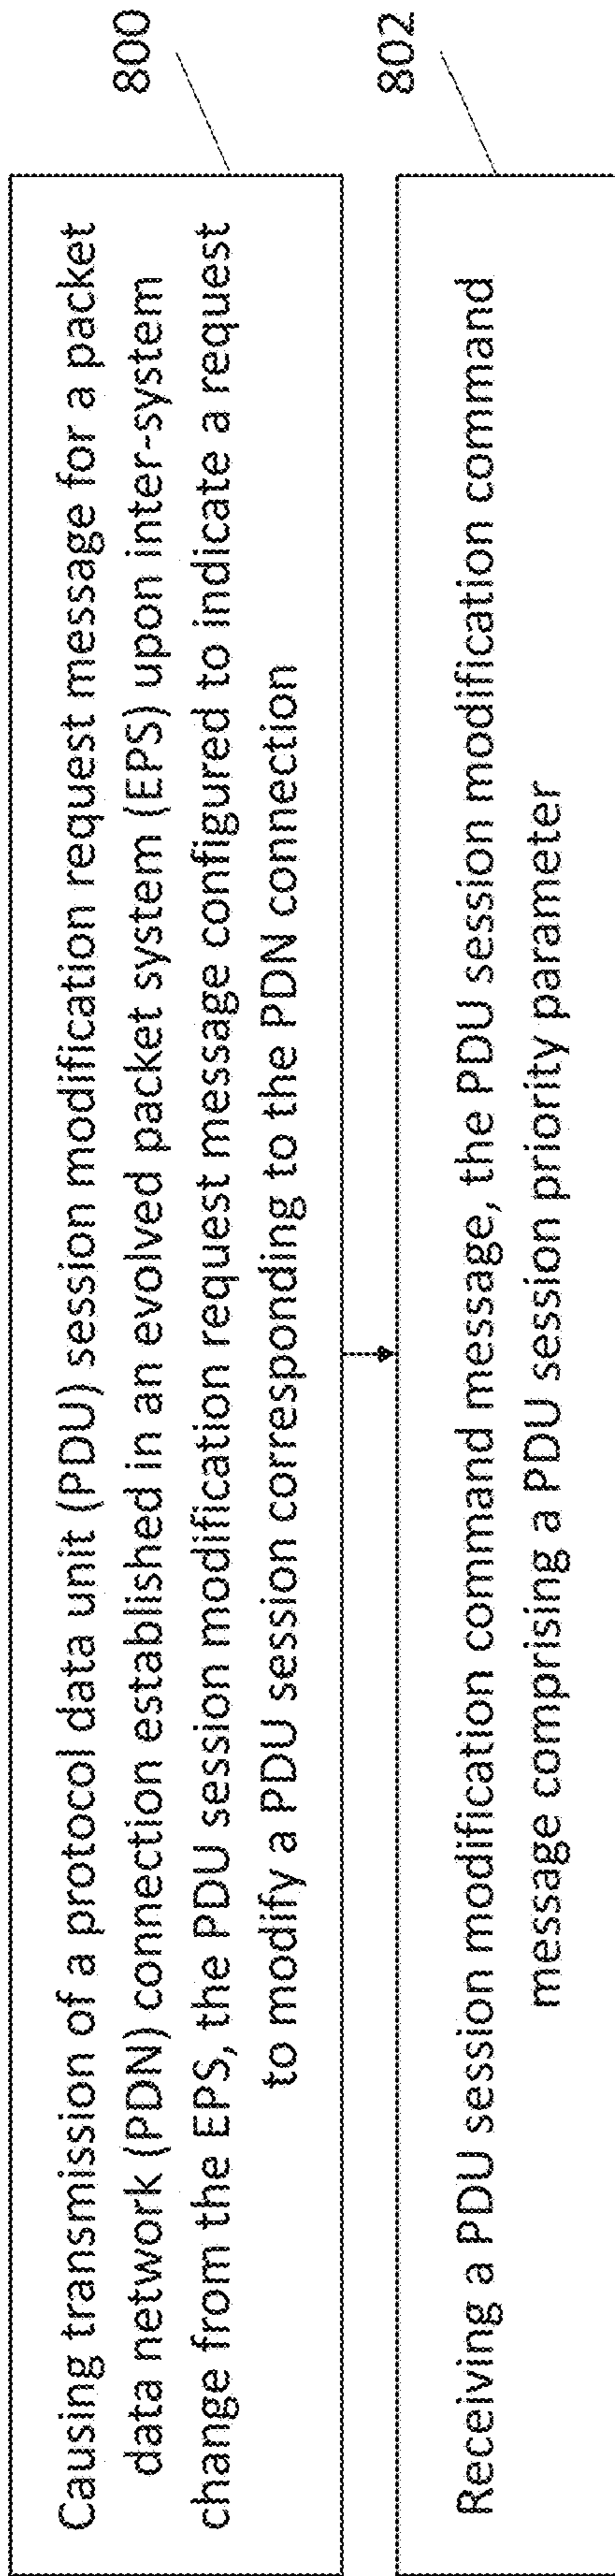 Causing transmission of a protocol data unit (PDU) session modification request message for a packet
data network (PDN) connection established in an evolved packet system (EPS) upon inter-system
change from the EPS, the PDU session modification request message configured to indicate a request
to modify a PDU session corresponding to the PDN connection
800
Receiving a PDU session modification command message, the PDU session modification command
message comprising a PDU session priority parameter
802